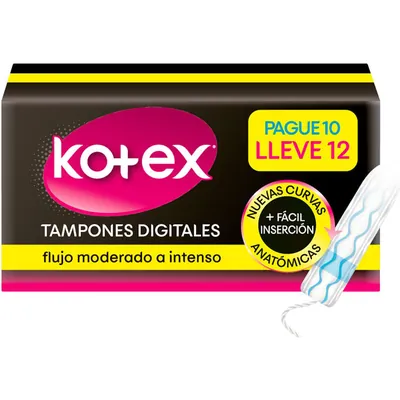 PAGUE 10
LLEVE 12
kotex
TAMPONES DIGITALES
flujo moderado a intenso
NUEVAS CURVAS
+ FÁCIL
INSERCIÓN
ANATÓMICAS